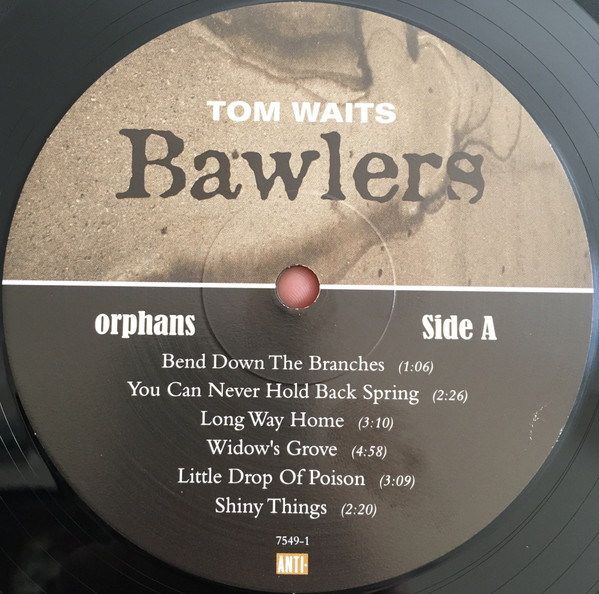 TOM WAITS
Bawlers
orphans Side A
Bend Down The Branches (1:06)
You Can Never Hold Back Spring (2:26)
Long Way Home (3:10)
Widow's Grove (4:58)
Little Drop Of Poison (3:09)
Shiny Things (2:20)
7549-1
ANTI-